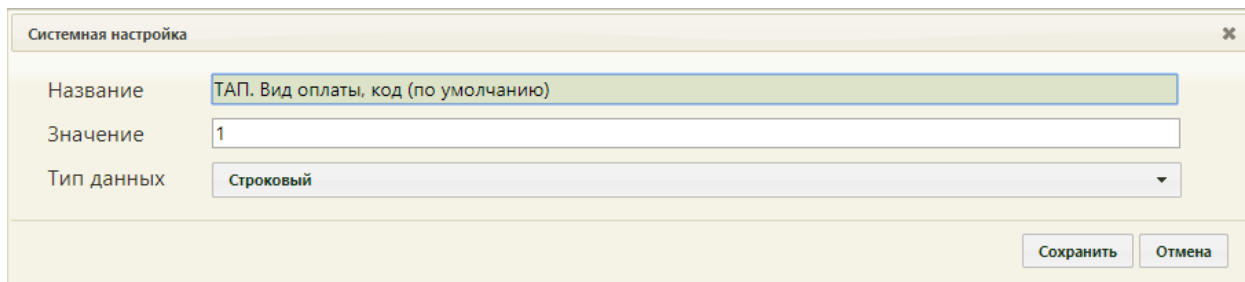 Системная настройка
Название ТАП. Вид оплаты, код (по умолчанию)
Значение 1
Тип данных Строковый
Сохранить Отмена